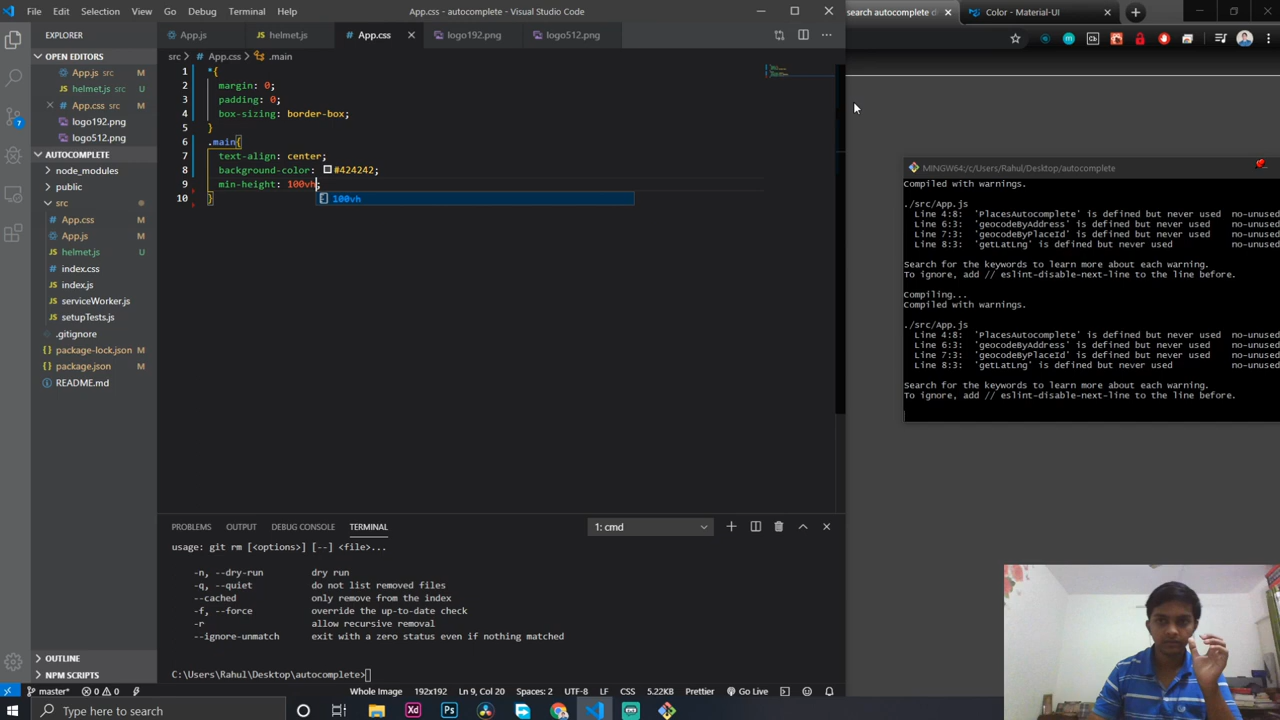 File Edit Selection View Go Debug Terminal Help
App.css - autocomplete - Visual Studio Code
search autocomplete d
Color - Material-UI
EXPLORER
App.js
helmet.js
App.css
logo192.png
logo512.png
src > App.css > .main
OPEN EDITORS
App.js src M
helmet.js U
App.css src M
logo192.png
logo512.png
AUTOCOMPLETE
node_modules
public
src
App.css
App.js M
helmet.js U
index.css
index.js
serviceWorker.js
setupTests.js
.gitignore
package-lock.json M
package.json M
README.md
OUTLINE
NPM SCRIPTS
7
1 *{
2 margin: 0;
3 padding: 0;
4 box-sizing: border-box;
5 }
6 .main{
7 text-align: center;
8 background-color: #424242;
9 min-height: 100vh;
10 }
100vh
MINGW64:/c/Users/Rahul/Desktop/autocomplete
Compiled with warnings.
./src/App.js
Line 4:8: 'PlacesAutocomplete' is defined but never used no-unused
Line 6:3: 'geocodeByAddress' is defined but never used no-unused
Line 7:3: 'geocodeByPlaceId' is defined but never used no-unused
Line 8:3: 'getLatLng' is defined but never used no-unused
Search for the keywords to learn more about each warning.
To ignore, add // eslint-disable-next-line to the line before.
Compiling...
Compiled with warnings.
./src/App.js
Line 4:8: 'PlacesAutocomplete' is defined but never used no-unused
Line 6:3: 'geocodeByAddress' is defined but never used no-unused
Line 7:3: 'geocodeByPlaceId' is defined but never used no-unused
Line 8:3: 'getLatLng' is defined but never used no-unused
Search for the keywords to learn more about each warning.
To ignore, add // eslint-disable-next-line to the line before.
PROBLEMS OUTPUT DEBUG CONSOLE TERMINAL
1: cmd
usage: git rm [<options>] [--] <file>...
-n, --dry-run dry run
-q, --quiet do not list removed files
--cached only remove from the index
-f, --force override the up-to-date check
-r allow recursive removal
--ignore-unmatch exit with a zero status even if nothing matched
C:\Users\Rahul\Desktop\autocomplete>
master* 0 0
Whole Image 192x192 Ln 9, Col 20 Spaces: 2 UTF-8 LF CSS 5.22KB Prettier Go Live
Type here to search
Xd
Ps